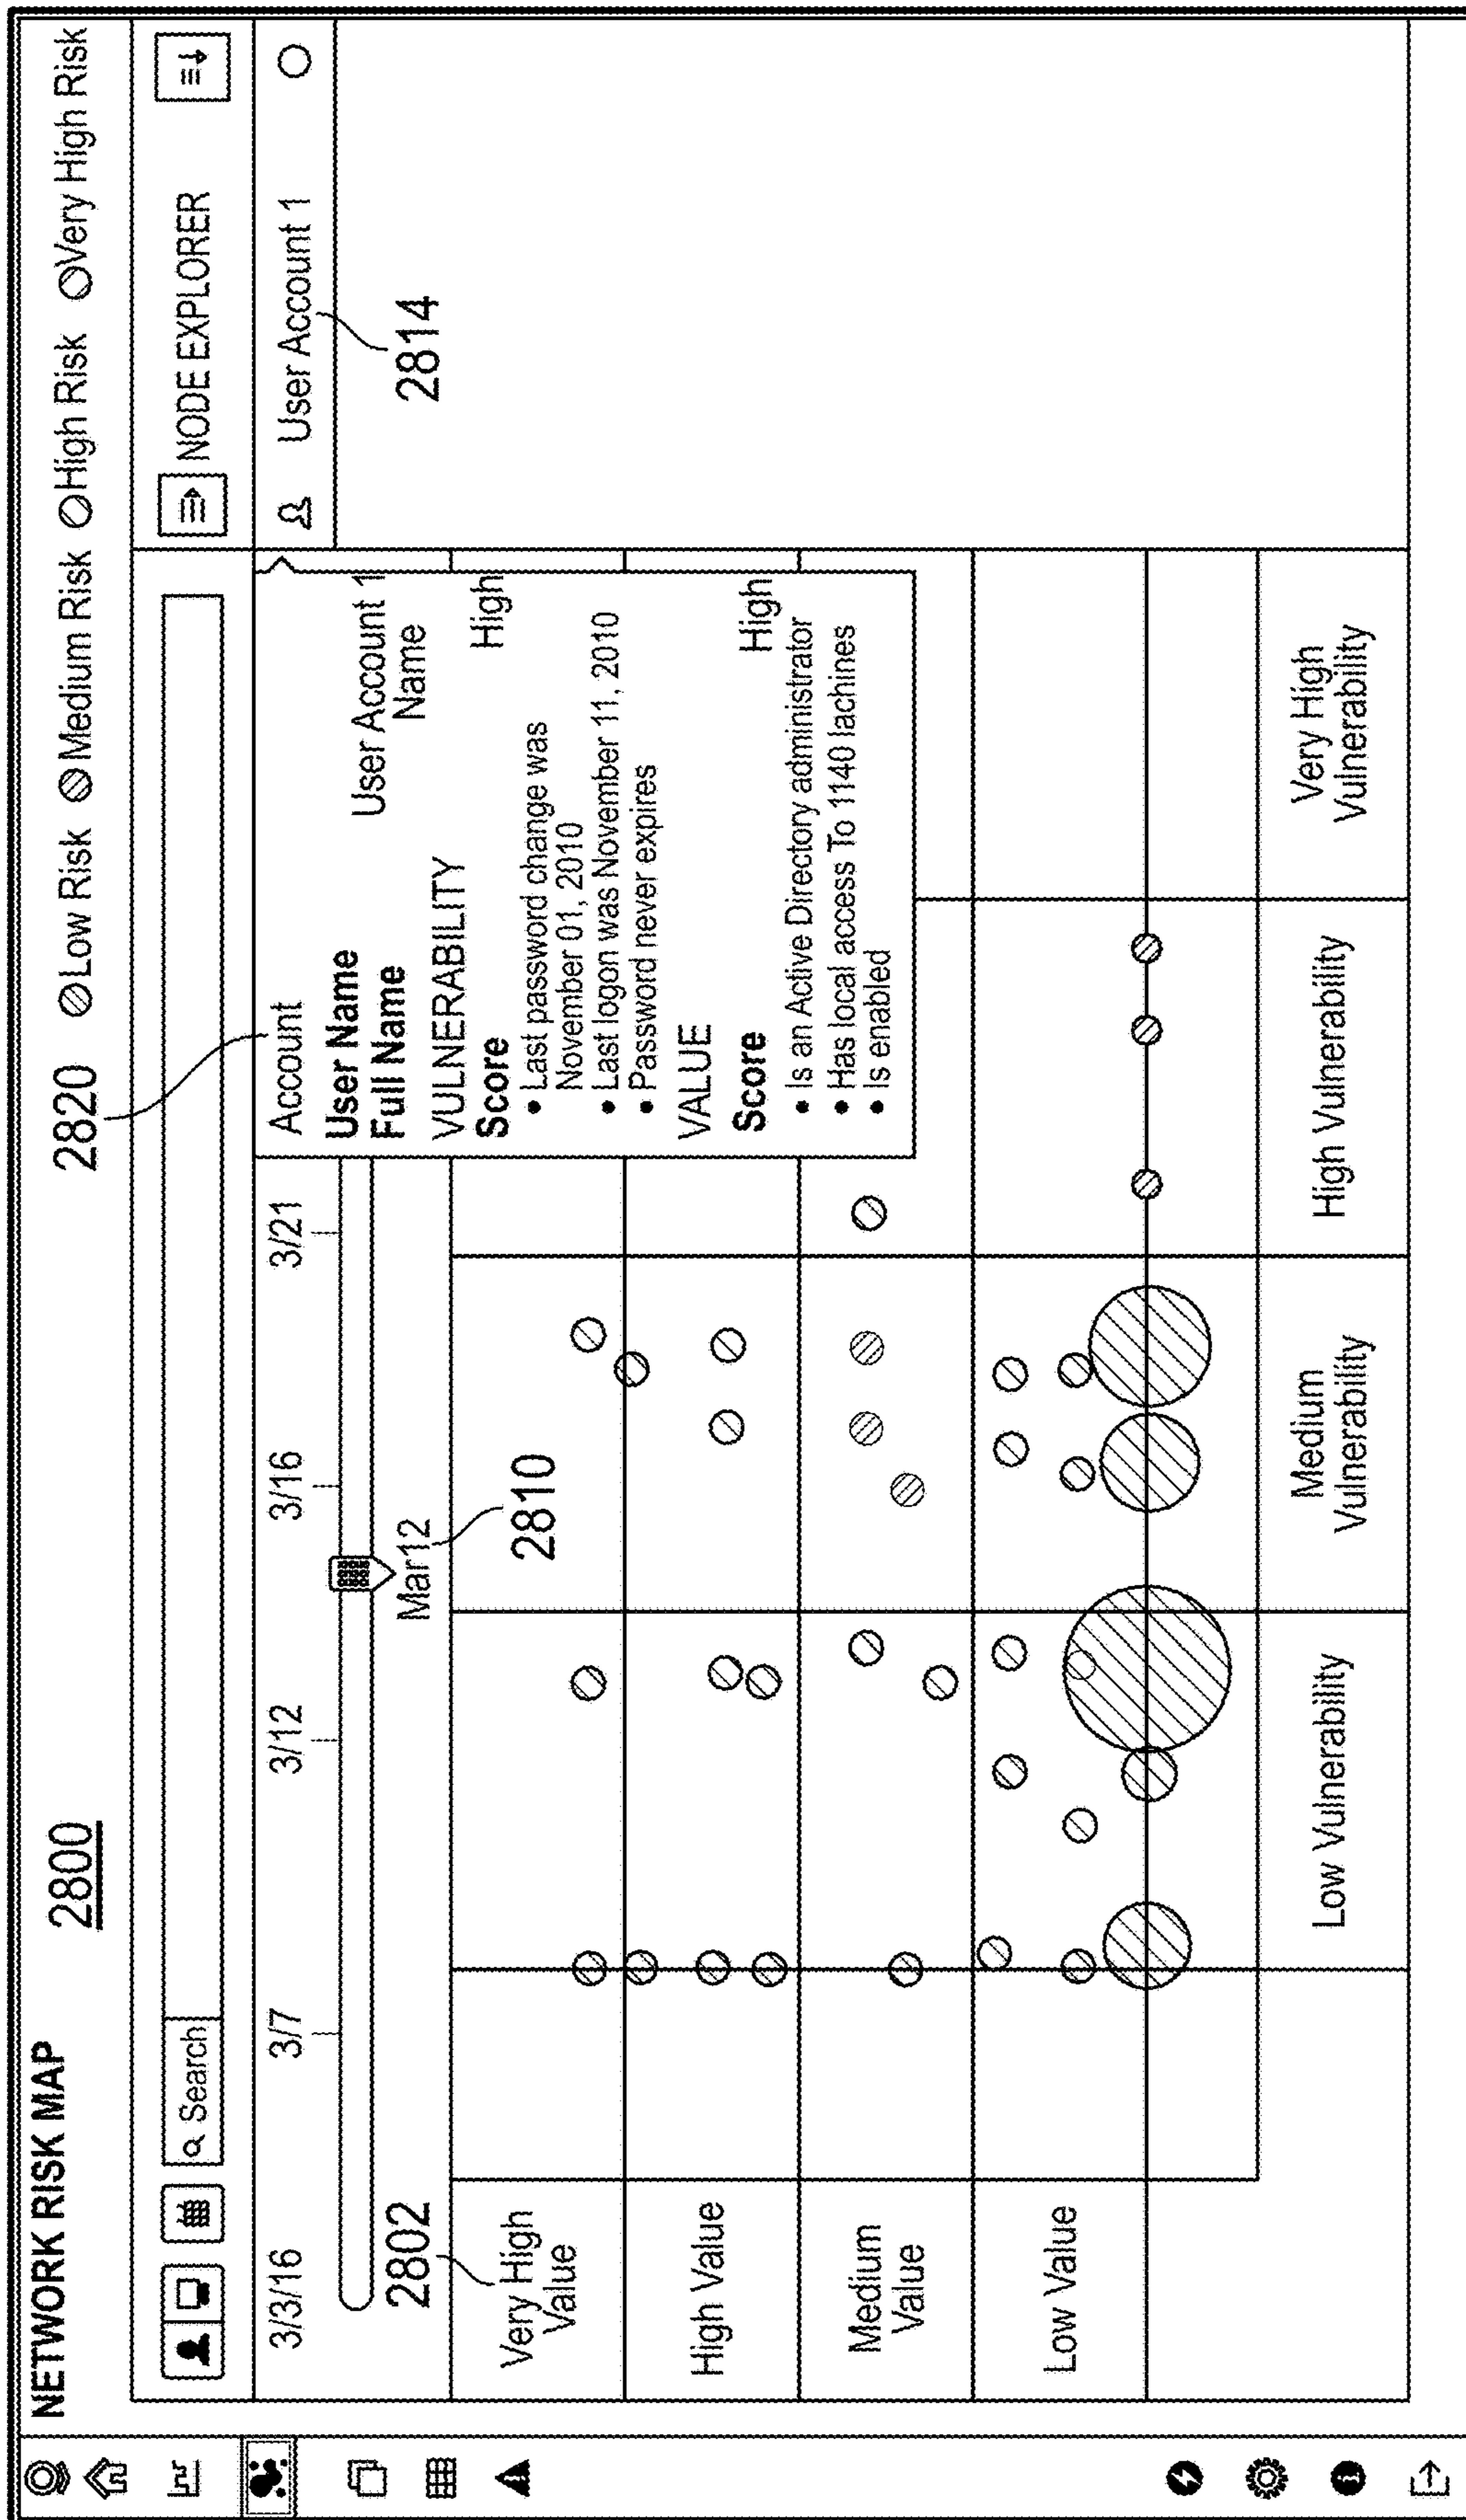 NETWORK RISK MAP
2800
2820
Low Risk Medium Risk High Risk Very High Risk
Search
NODE EXPLORER
3/3/16 3/7 3/12 3/16 3/21
Mar12
2810
2802
Account
User Name User Account 1
Full Name Name
VULNERABILITY
Score High
• Last password change was
November 01, 2010
• Last logon was November 11, 2010
• Password never expires
VALUE
Score High
• Is an Active Directory administrator
• Has local access To 1140 lachines
• Is enabled
User Account 1
2814
Very High
Value
High Value
Medium
Value
Low Value
Low Vulnerability
Medium
Vulnerability
High Vulnerability
Very High
Vulnerability